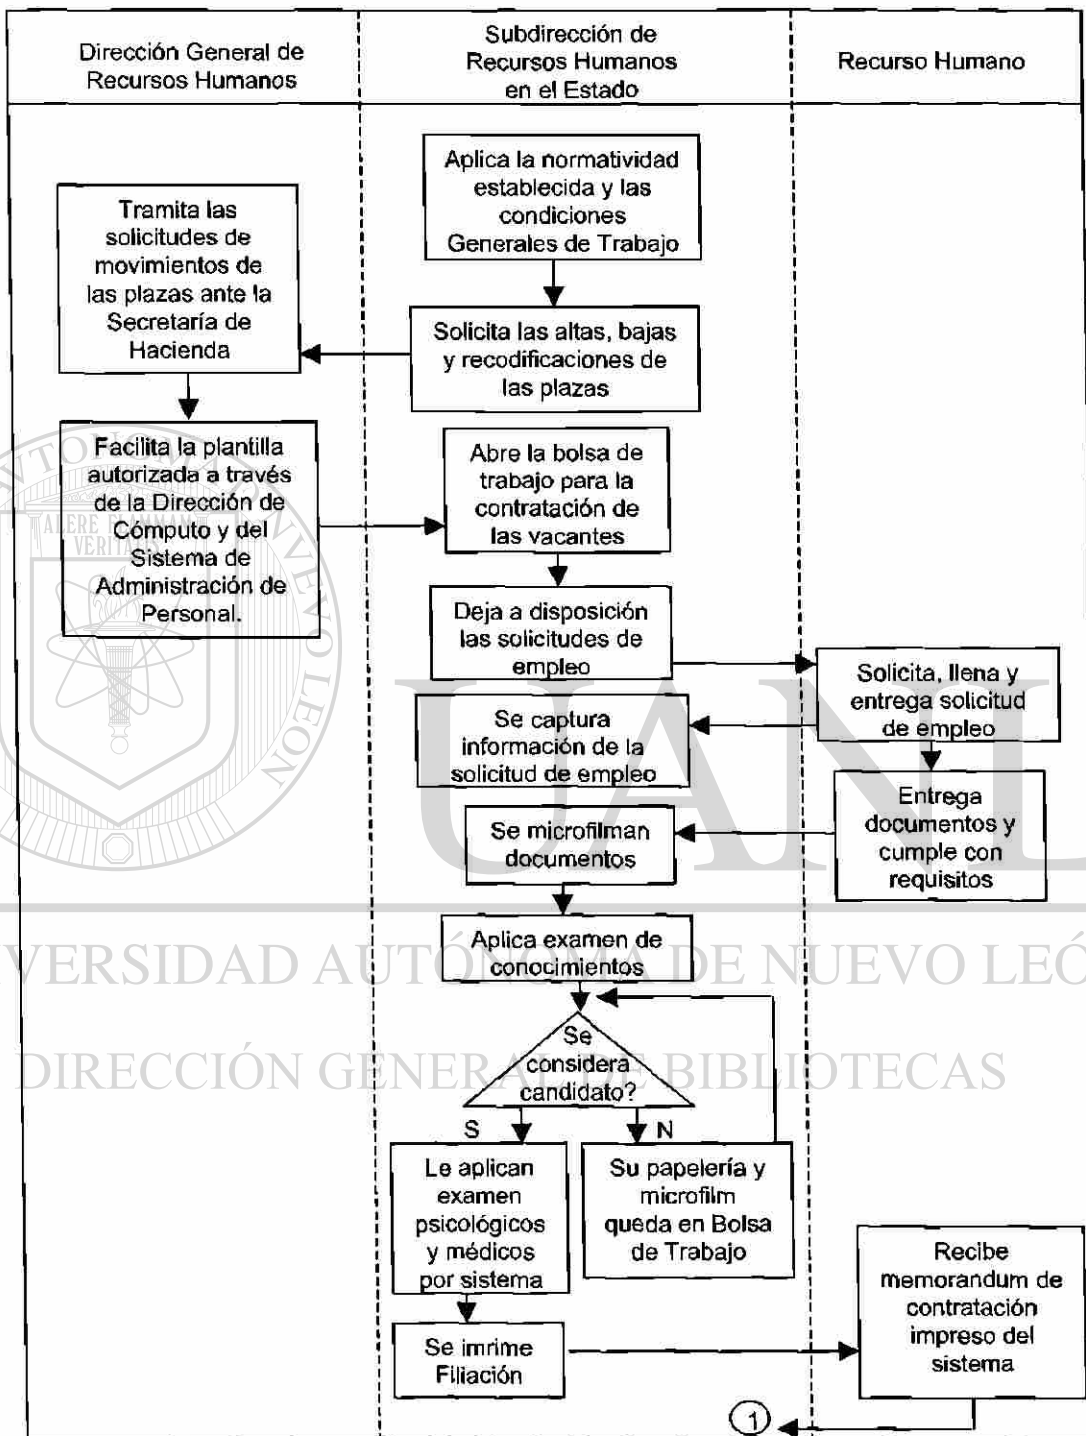 Dirección General de
Recursos Humanos
Subdirección de
Recursos Humanos
en el Estado
Recurso Humano
Aplica la normatividad
establecida y las
condiciones
Generales de Trabajo
Tramita las
solicitudes de
movimientos de
las plazas ante la
Secretaría de
Hacienda
Solicita las altas, bajas
y recodificaciones de
las plazas
Facilita la plantilla
autorizada a través
de la Dirección de
Cómputo y del
Sistema de
Administración de
Personal.
Abre la bolsa de
trabajo para la
contratación de
las vacantes
Deja a disposición
las solicitudes de
empleo
Solicita, llena y
entrega solicitud
de empleo
Se captura
información de la
solicitud de empleo
Entrega
documentos y
cumple con
requisitos
Se microfilman
documentos
Aplica examen de
conocimientos
Se
considera
candidato?
S
N
Le aplican
examen
psicológicos
y médicos
por sistema
Su papelería y
microfilm
queda en Bolsa
de Trabajo
Se imrime
Filiación
Recibe
memorandum de
contratación
impreso del
sistema
1
UANL
VERSIDAD AUTÓNOMA DE NUEVO LEÓ
DIRECCIÓN GENERAL DE BIBLIOTECAS
ALERE FLAMMAM
VERITATIS